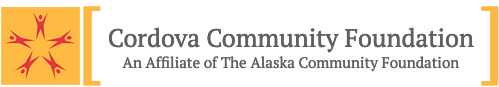 Cordova Community Foundation
An Affiliate of The Alaska Community Foundation